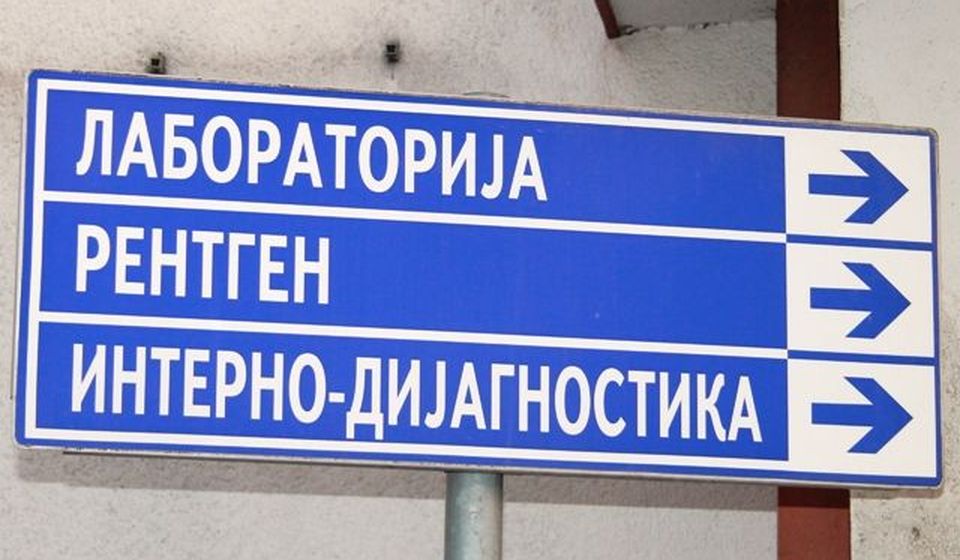 ЛАБОРАТОРИЈА
РЕНТГЕН
ИНТЕРНО-ДИЈАГНОСТИКА